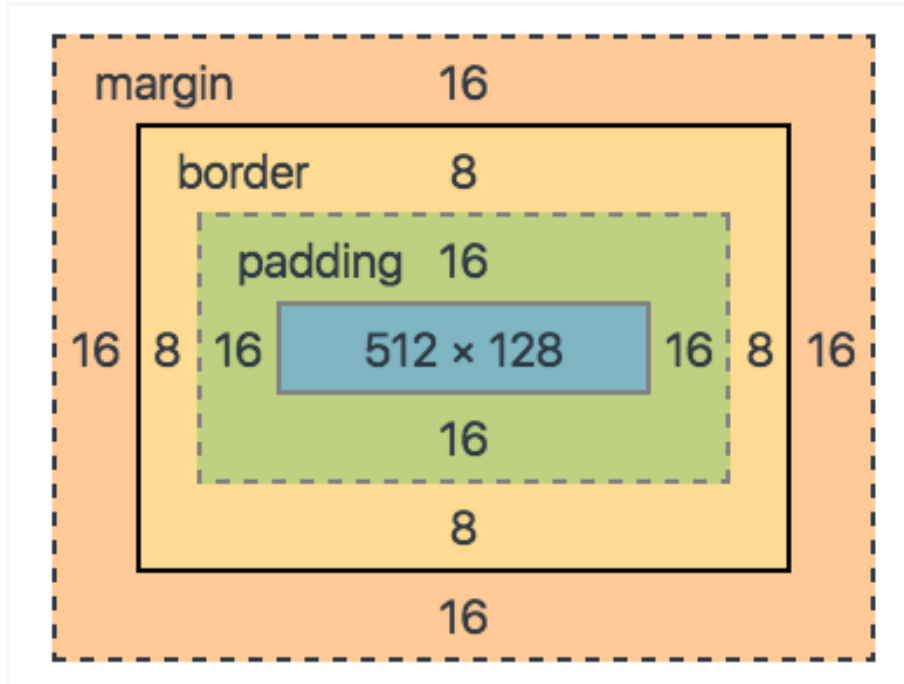 margin 16
border 8
padding 16
16 8 16 512 × 128 16 8 16
16
8
16